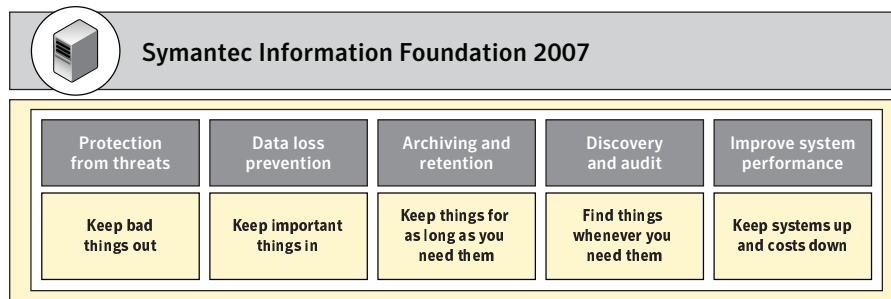 Symantec Information Foundation 2007
Protection
from threats
Data loss
prevention
Archiving and
retention
Discovery
and audit
Improve system
performance
Keep bad
things out
Keep important
things in
Keep things for
as long as you
need them
Find things
whenever you
need them
Keep systems up
and costs down